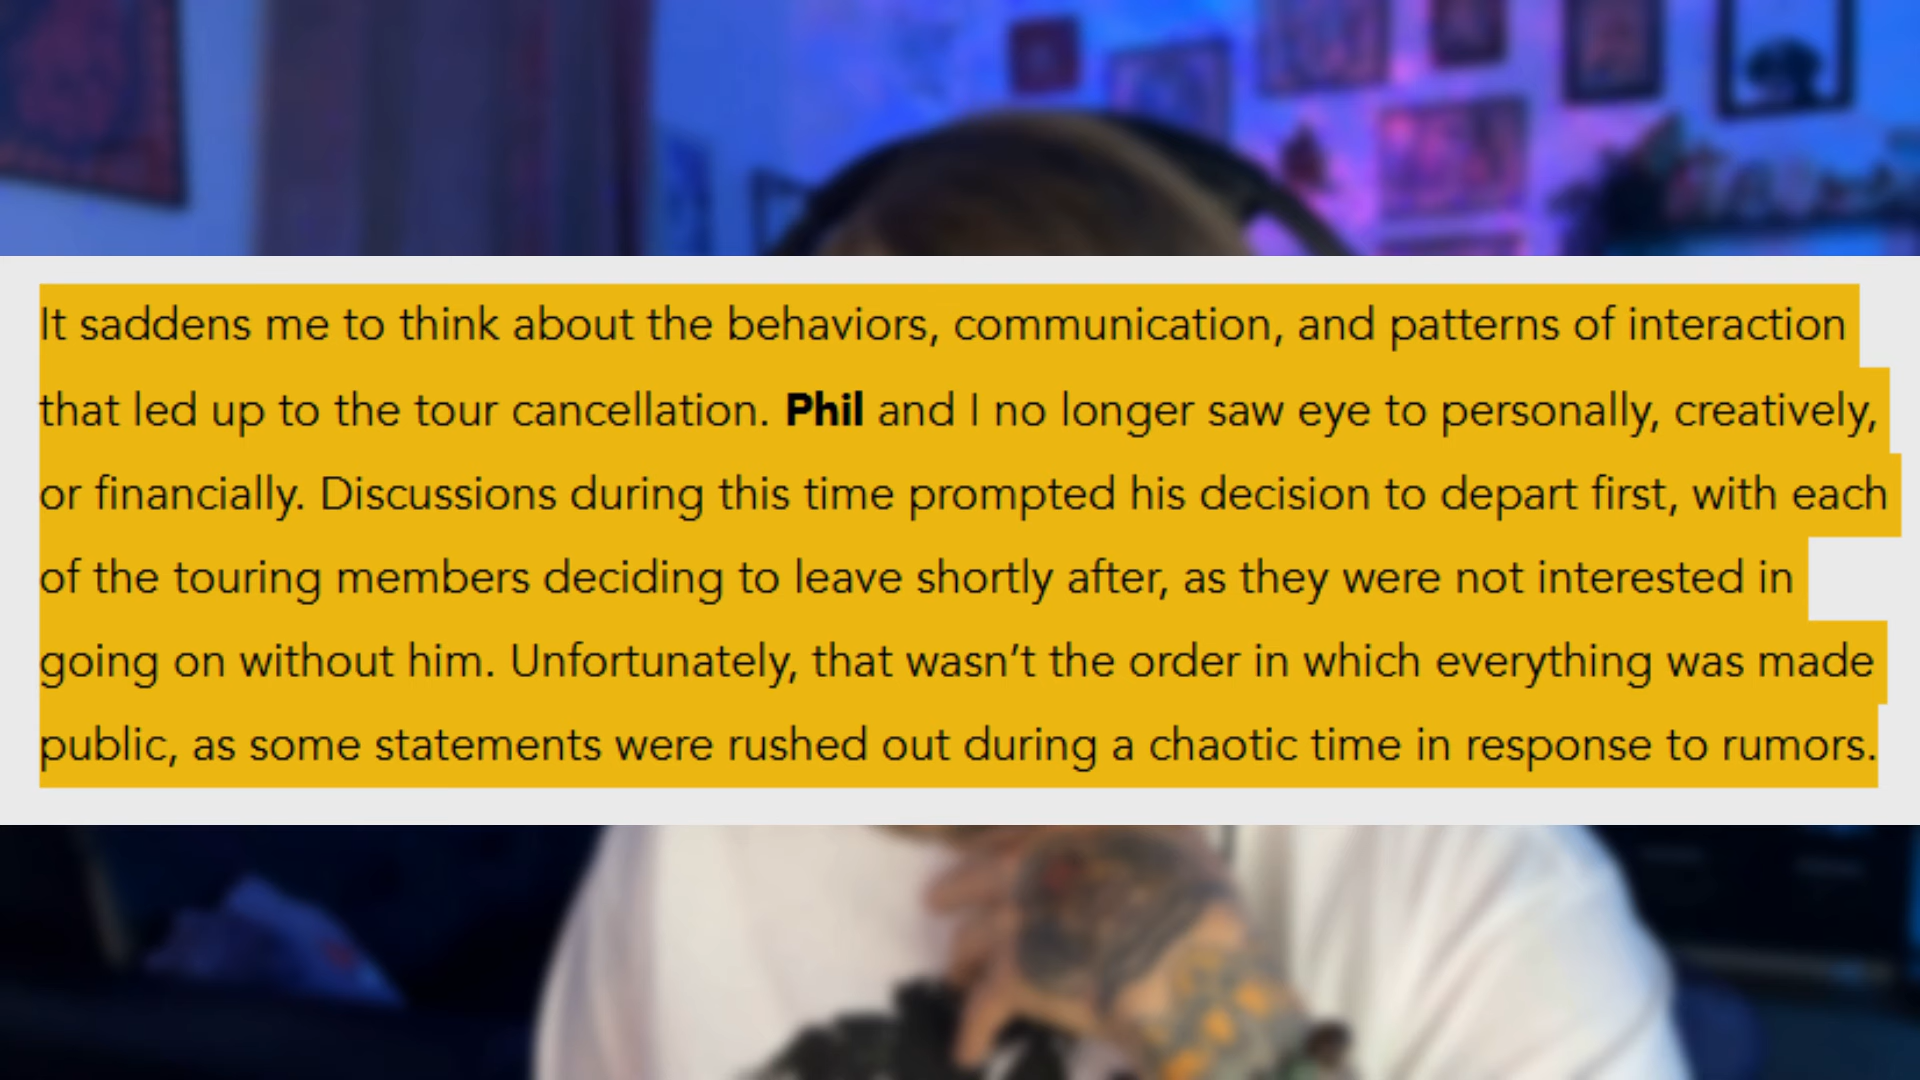 It saddens me to think about the behaviors, communication, and patterns of interaction
that led up to the tour cancellation. Phil and I no longer saw eye to personally, creatively,
or financially. Discussions during this time prompted his decision to depart first, with each
of the touring members deciding to leave shortly after, as they were not interested in
going on without him. Unfortunately, that wasn’t the order in which everything was made
public, as some statements were rushed out during a chaotic time in response to rumors.